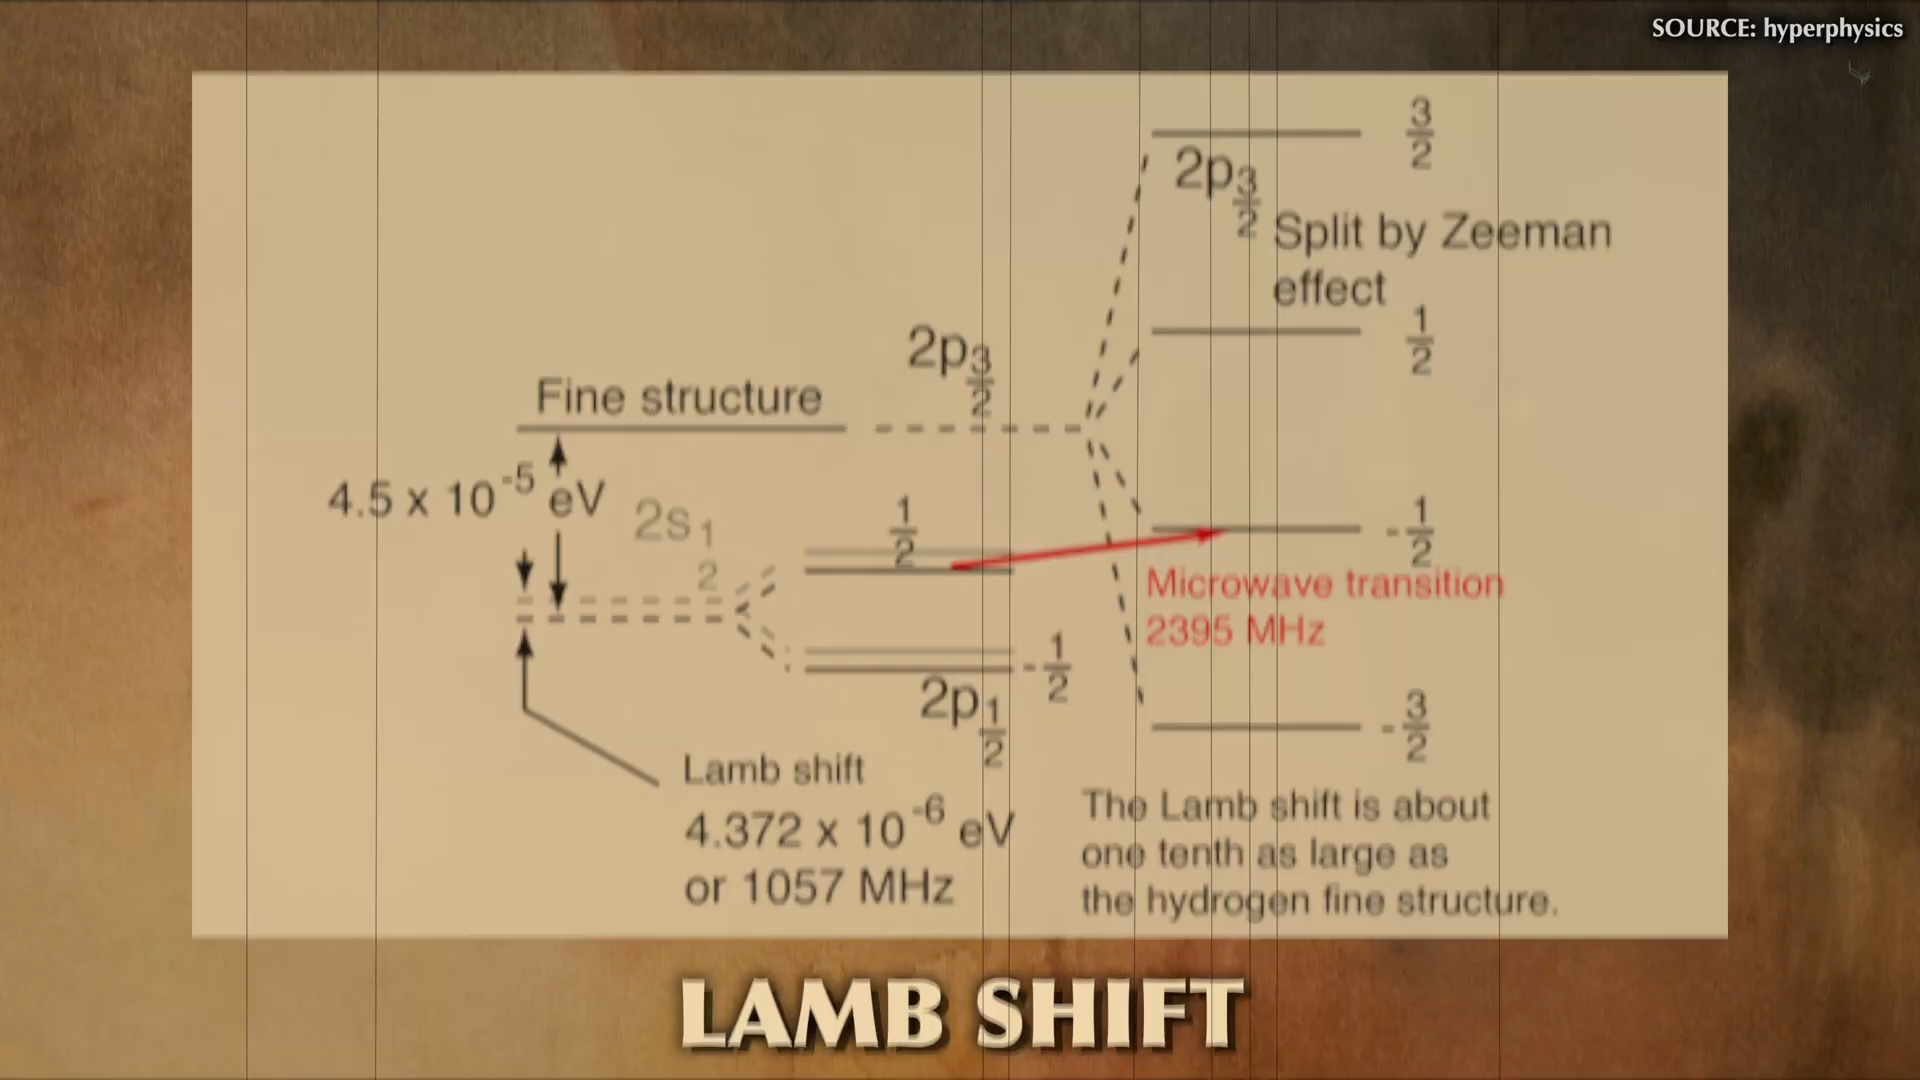 SOURCE: hyperphysics
3/2
2p3/2
Split by Zeeman
effect
1/2
2p3/2
Fine structure
4.5 x 10^-5 eV
2s1/2
1/2
-1/2
Microwave transition
2395 MHz
-1/2
2p1/2
-3/2
Lamb shift
4.372 x 10^-6 eV
or 1057 MHz
The Lamb shift is about
one tenth as large as
the hydrogen fine structure.
LAMB SHIFT